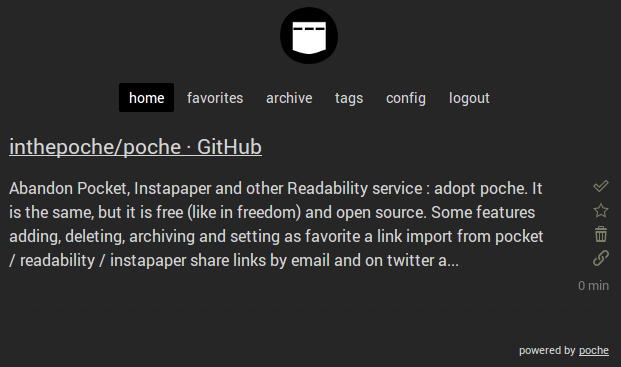 home favorites archive tags config logout
inthepoche/poche · GitHub
Abandon Pocket, Instapaper and other Readability service : adopt poche. It
is the same, but it is free (like in freedom) and open source. Some features
adding, deleting, archiving and setting as favorite a link import from pocket
/ readability / instapaper share links by email and on twitter a...
0 min
powered by poche